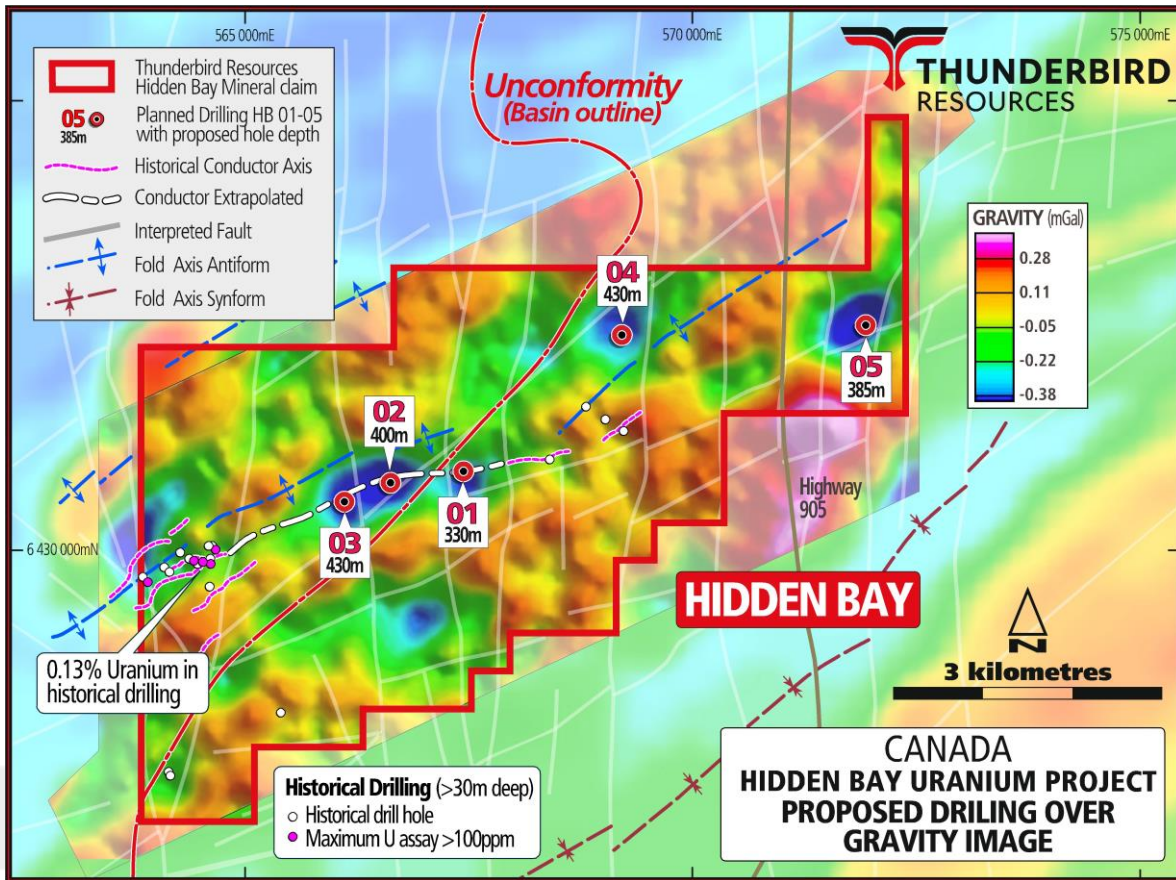 565 000mE
570 000mE
575 000mE
Thunderbird Resources
Hidden Bay Mineral claim
05
385m
Planned Drilling HB 01-05
with proposed hole depth
Historical Conductor Axis
Conductor Extrapolated
Interpreted Fault
Fold Axis Antiform
Fold Axis Synform
Unconformity
(Basin outline)
THUNDERBIRD
RESOURCES
GRAVITY (mGal)
0.28
0.11
-0.05
-0.22
-0.38
04
430m
05
385m
02
400m
01
330m
03
430m
Highway
905
6 430 000mN
HIDDEN BAY
0.13% Uranium in
historical drilling
N
3 kilometres
Historical Drilling (>30m deep)
Historical drill hole
Maximum U assay >100ppm
CANADA
HIDDEN BAY URANIUM PROJECT
PROPOSED DRILING OVER
GRAVITY IMAGE